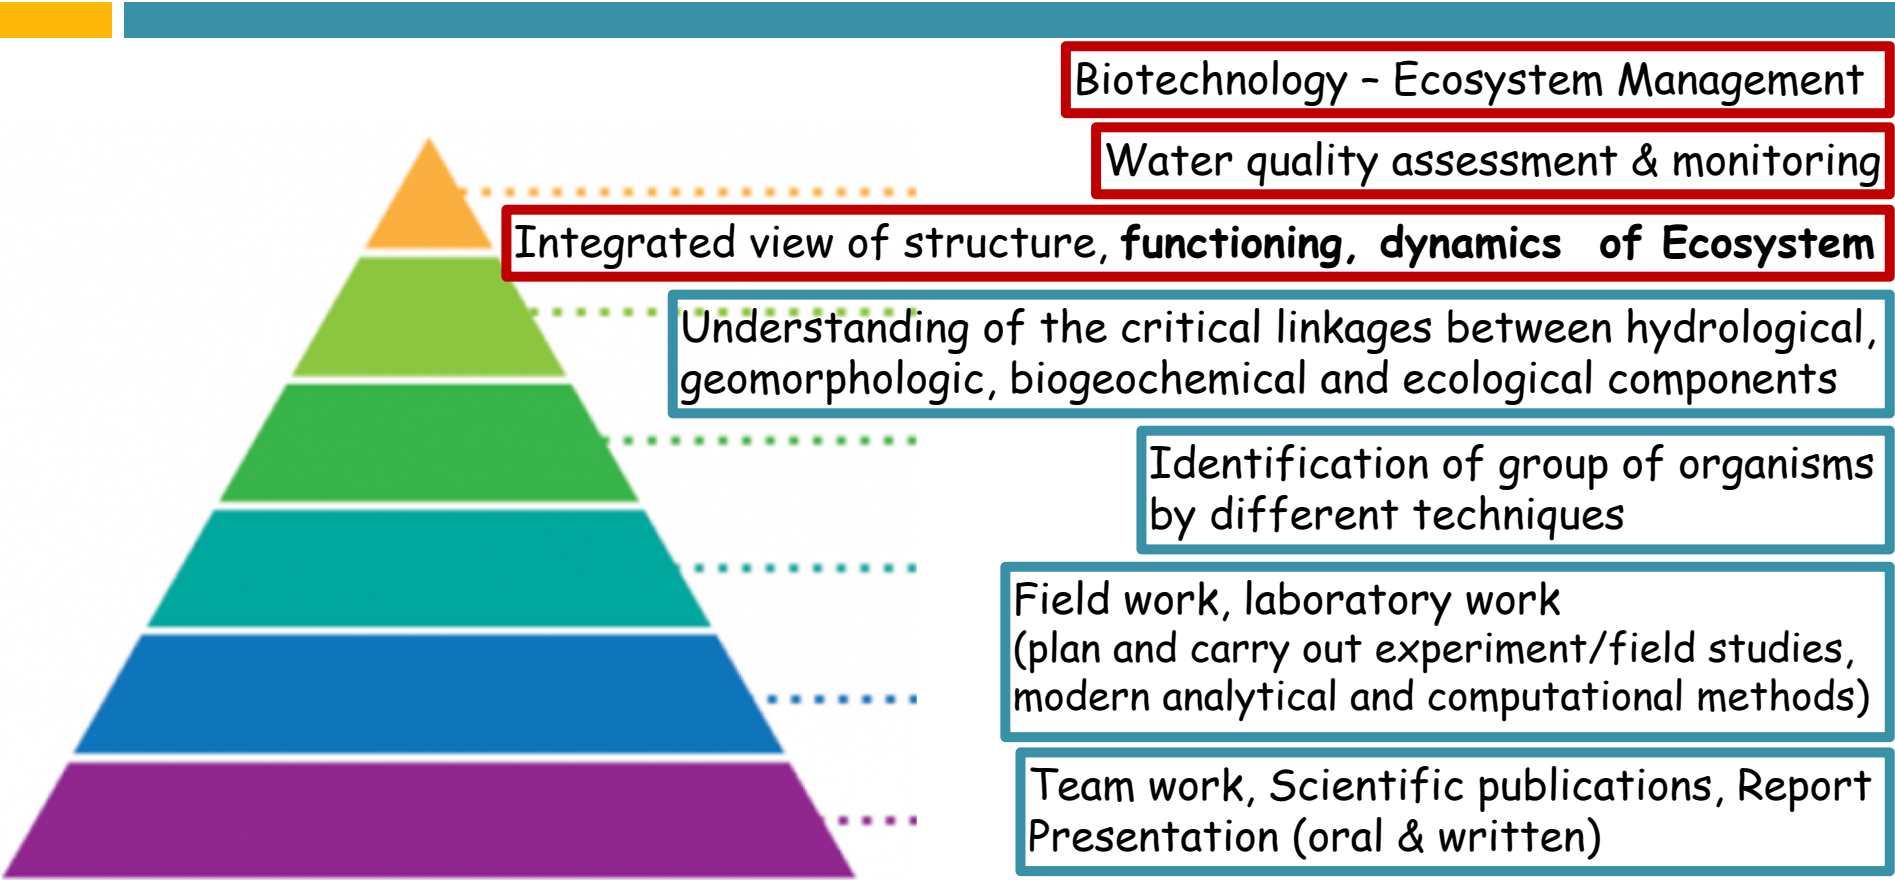 Biotechnology – Ecosystem Management
Water quality assessment & monitoring
Integrated view of structure, functioning, dynamics of Ecosystem
Understanding of the critical linkages between hydrological,
geomorphologic, biogeochemical and ecological components
Identification of group of organisms
by different techniques
Field work, laboratory work
(plan and carry out experiment/field studies,
modern analytical and computational methods)
Team work, Scientific publications, Report
Presentation (oral & written)